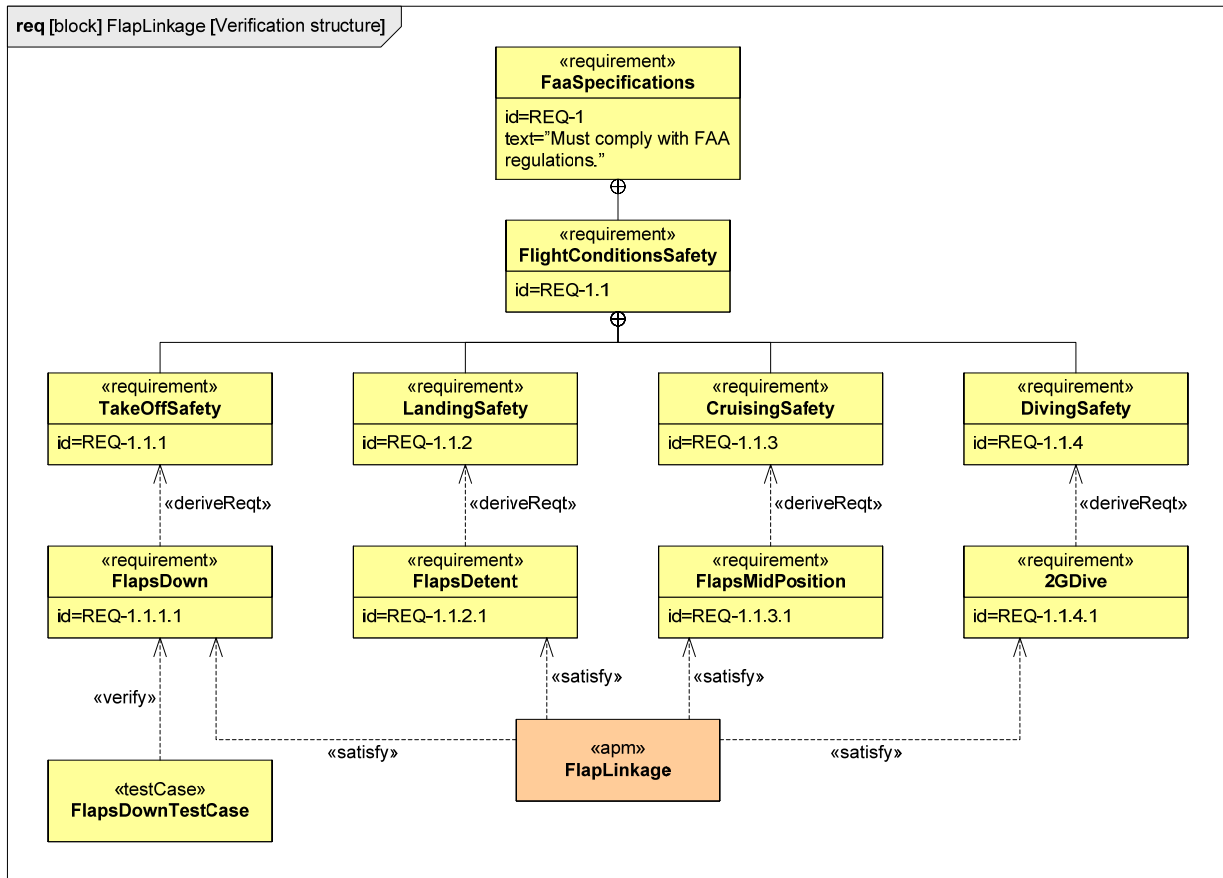 req [block] FlapLinkage [Verification structure]
«requirement»
FaaSpecifications
id=REQ-1
text=”Must comply with FAA
regulations.”
«requirement»
FlightConditionsSafety
id=REQ-1.1
«requirement»
TakeOffSafety
id=REQ-1.1.1
«requirement»
LandingSafety
id=REQ-1.1.2
«requirement»
CruisingSafety
id=REQ-1.1.3
«requirement»
DivingSafety
id=REQ-1.1.4
«deriveReqt»
«deriveReqt»
«deriveReqt»
«deriveReqt»
«requirement»
FlapsDown
id=REQ-1.1.1.1
«requirement»
FlapsDetent
id=REQ-1.1.2.1
«requirement»
FlapsMidPosition
id=REQ-1.1.3.1
«requirement»
2GDive
id=REQ-1.1.4.1
«verify»
«satisfy»
«satisfy»
«satisfy»
«satisfy»
«apm»
FlapLinkage
«testCase»
FlapsDownTestCase